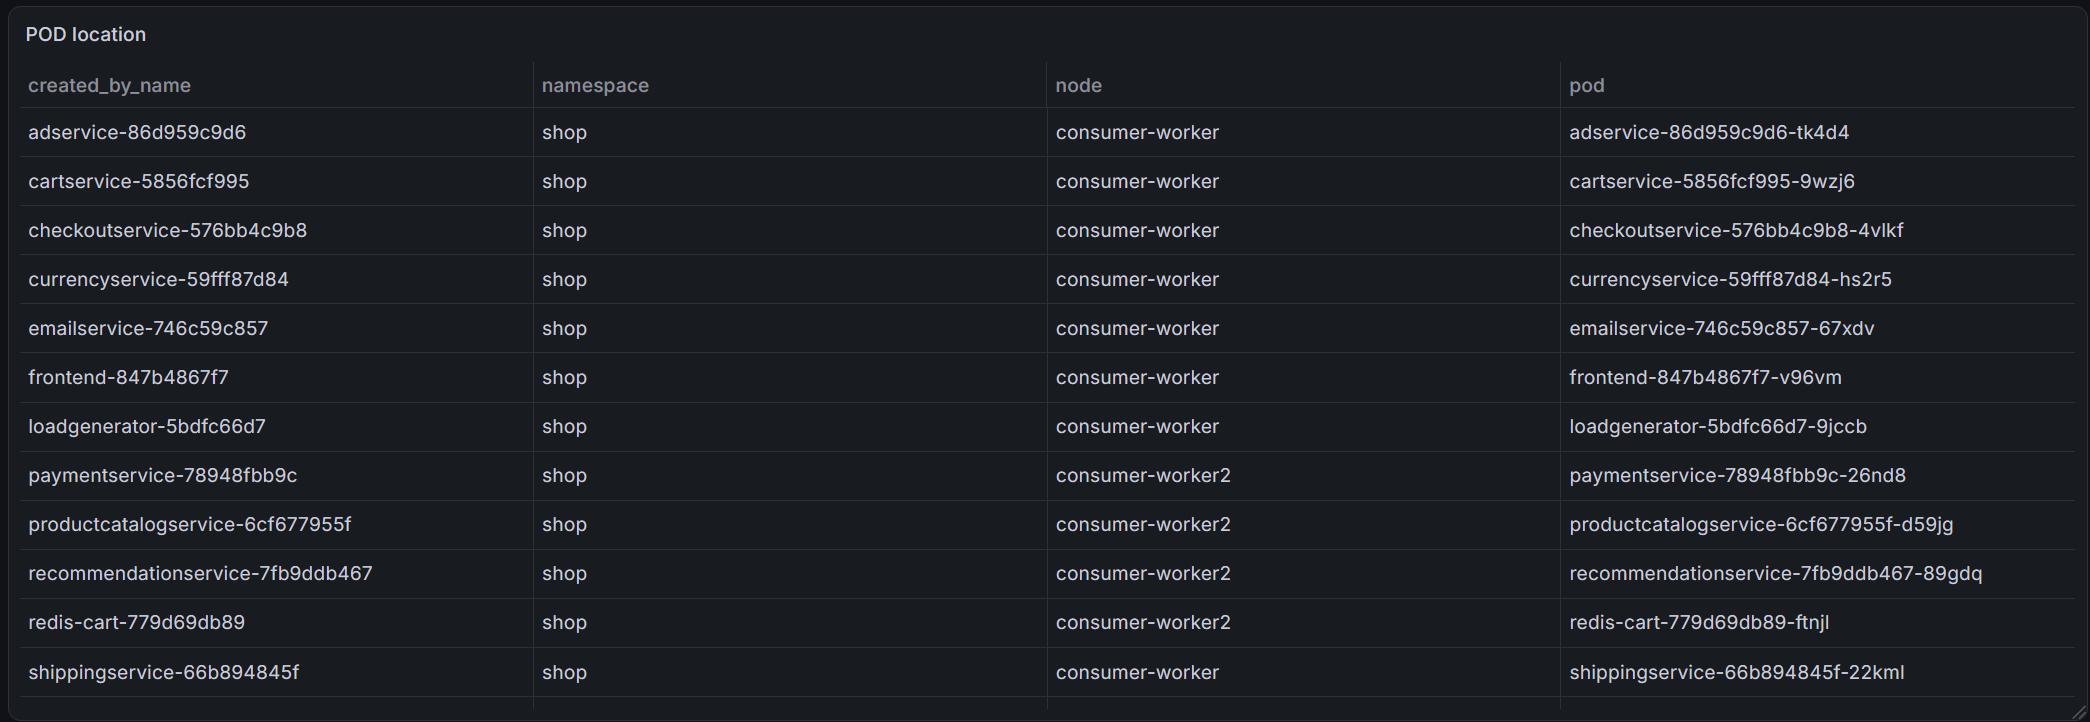 POD location
created_by_name namespace node pod
adservice-86d959c9d6 shop consumer-worker adservice-86d959c9d6-tk4d4
cartservice-5856fcf995 shop consumer-worker cartservice-5856fcf995-9wzj6
checkoutservice-576bb4c9b8 shop consumer-worker checkoutservice-576bb4c9b8-4vlkf
currencyservice-59fff87d84 shop consumer-worker currencyservice-59fff87d84-hs2r5
emailservice-746c59c857 shop consumer-worker emailservice-746c59c857-67xdv
frontend-847b4867f7 shop consumer-worker frontend-847b4867f7-v96vm
loadgenerator-5bdfc66d7 shop consumer-worker loadgenerator-5bdfc66d7-9jccb
paymentservice-78948fbb9c shop consumer-worker2 paymentservice-78948fbb9c-26nd8
productcatalogservice-6cf677955f shop consumer-worker2 productcatalogservice-6cf677955f-d59jg
recommendationservice-7fb9ddb467 shop consumer-worker2 recommendationservice-7fb9ddb467-89gdq
redis-cart-779d69db89 shop consumer-worker2 redis-cart-779d69db89-ftnjl
shippingservice-66b894845f shop consumer-worker shippingservice-66b894845f-22kml